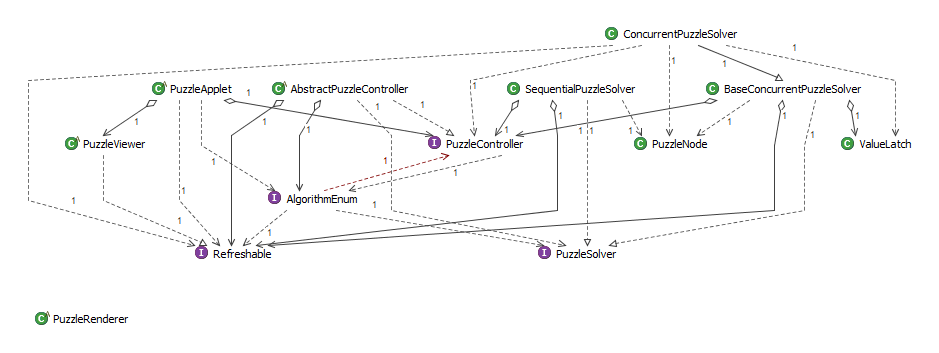 C ConcurrentPuzzleSolver
1 1 1 1 1
C A PuzzleApplet 1 C A AbstractPuzzleController C SequentialPuzzleSolver C BaseConcurrentPuzzleSolver
1 1 1 1 1 1 1 1 1 1 1
C A PuzzleViewer I PuzzleController C PuzzleNode C ValueLatch
1 1 1 1
I AlgorithmEnum
1 1 1 1
I Refreshable I PuzzleSolver
C A PuzzleRenderer